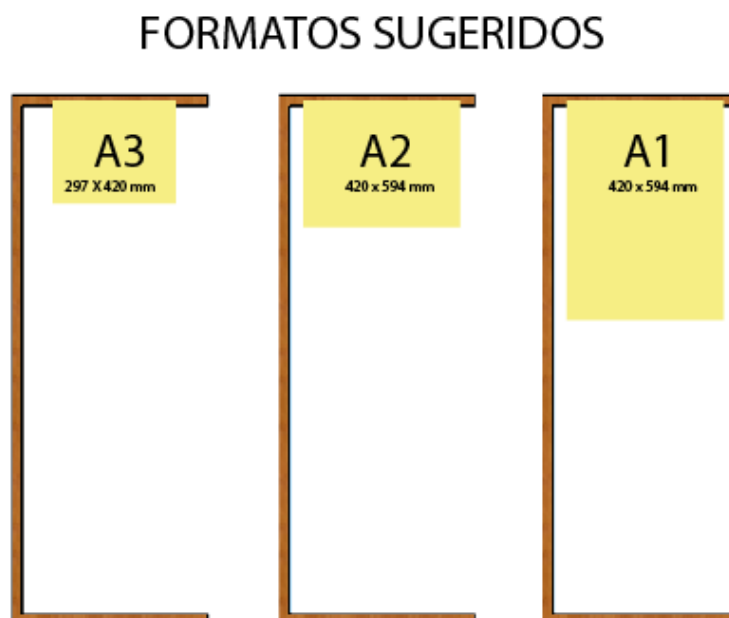 FORMATOS SUGERIDOS
A3
297 X 420 mm
A2
420 x 594 mm
A1
420 x 594 mm